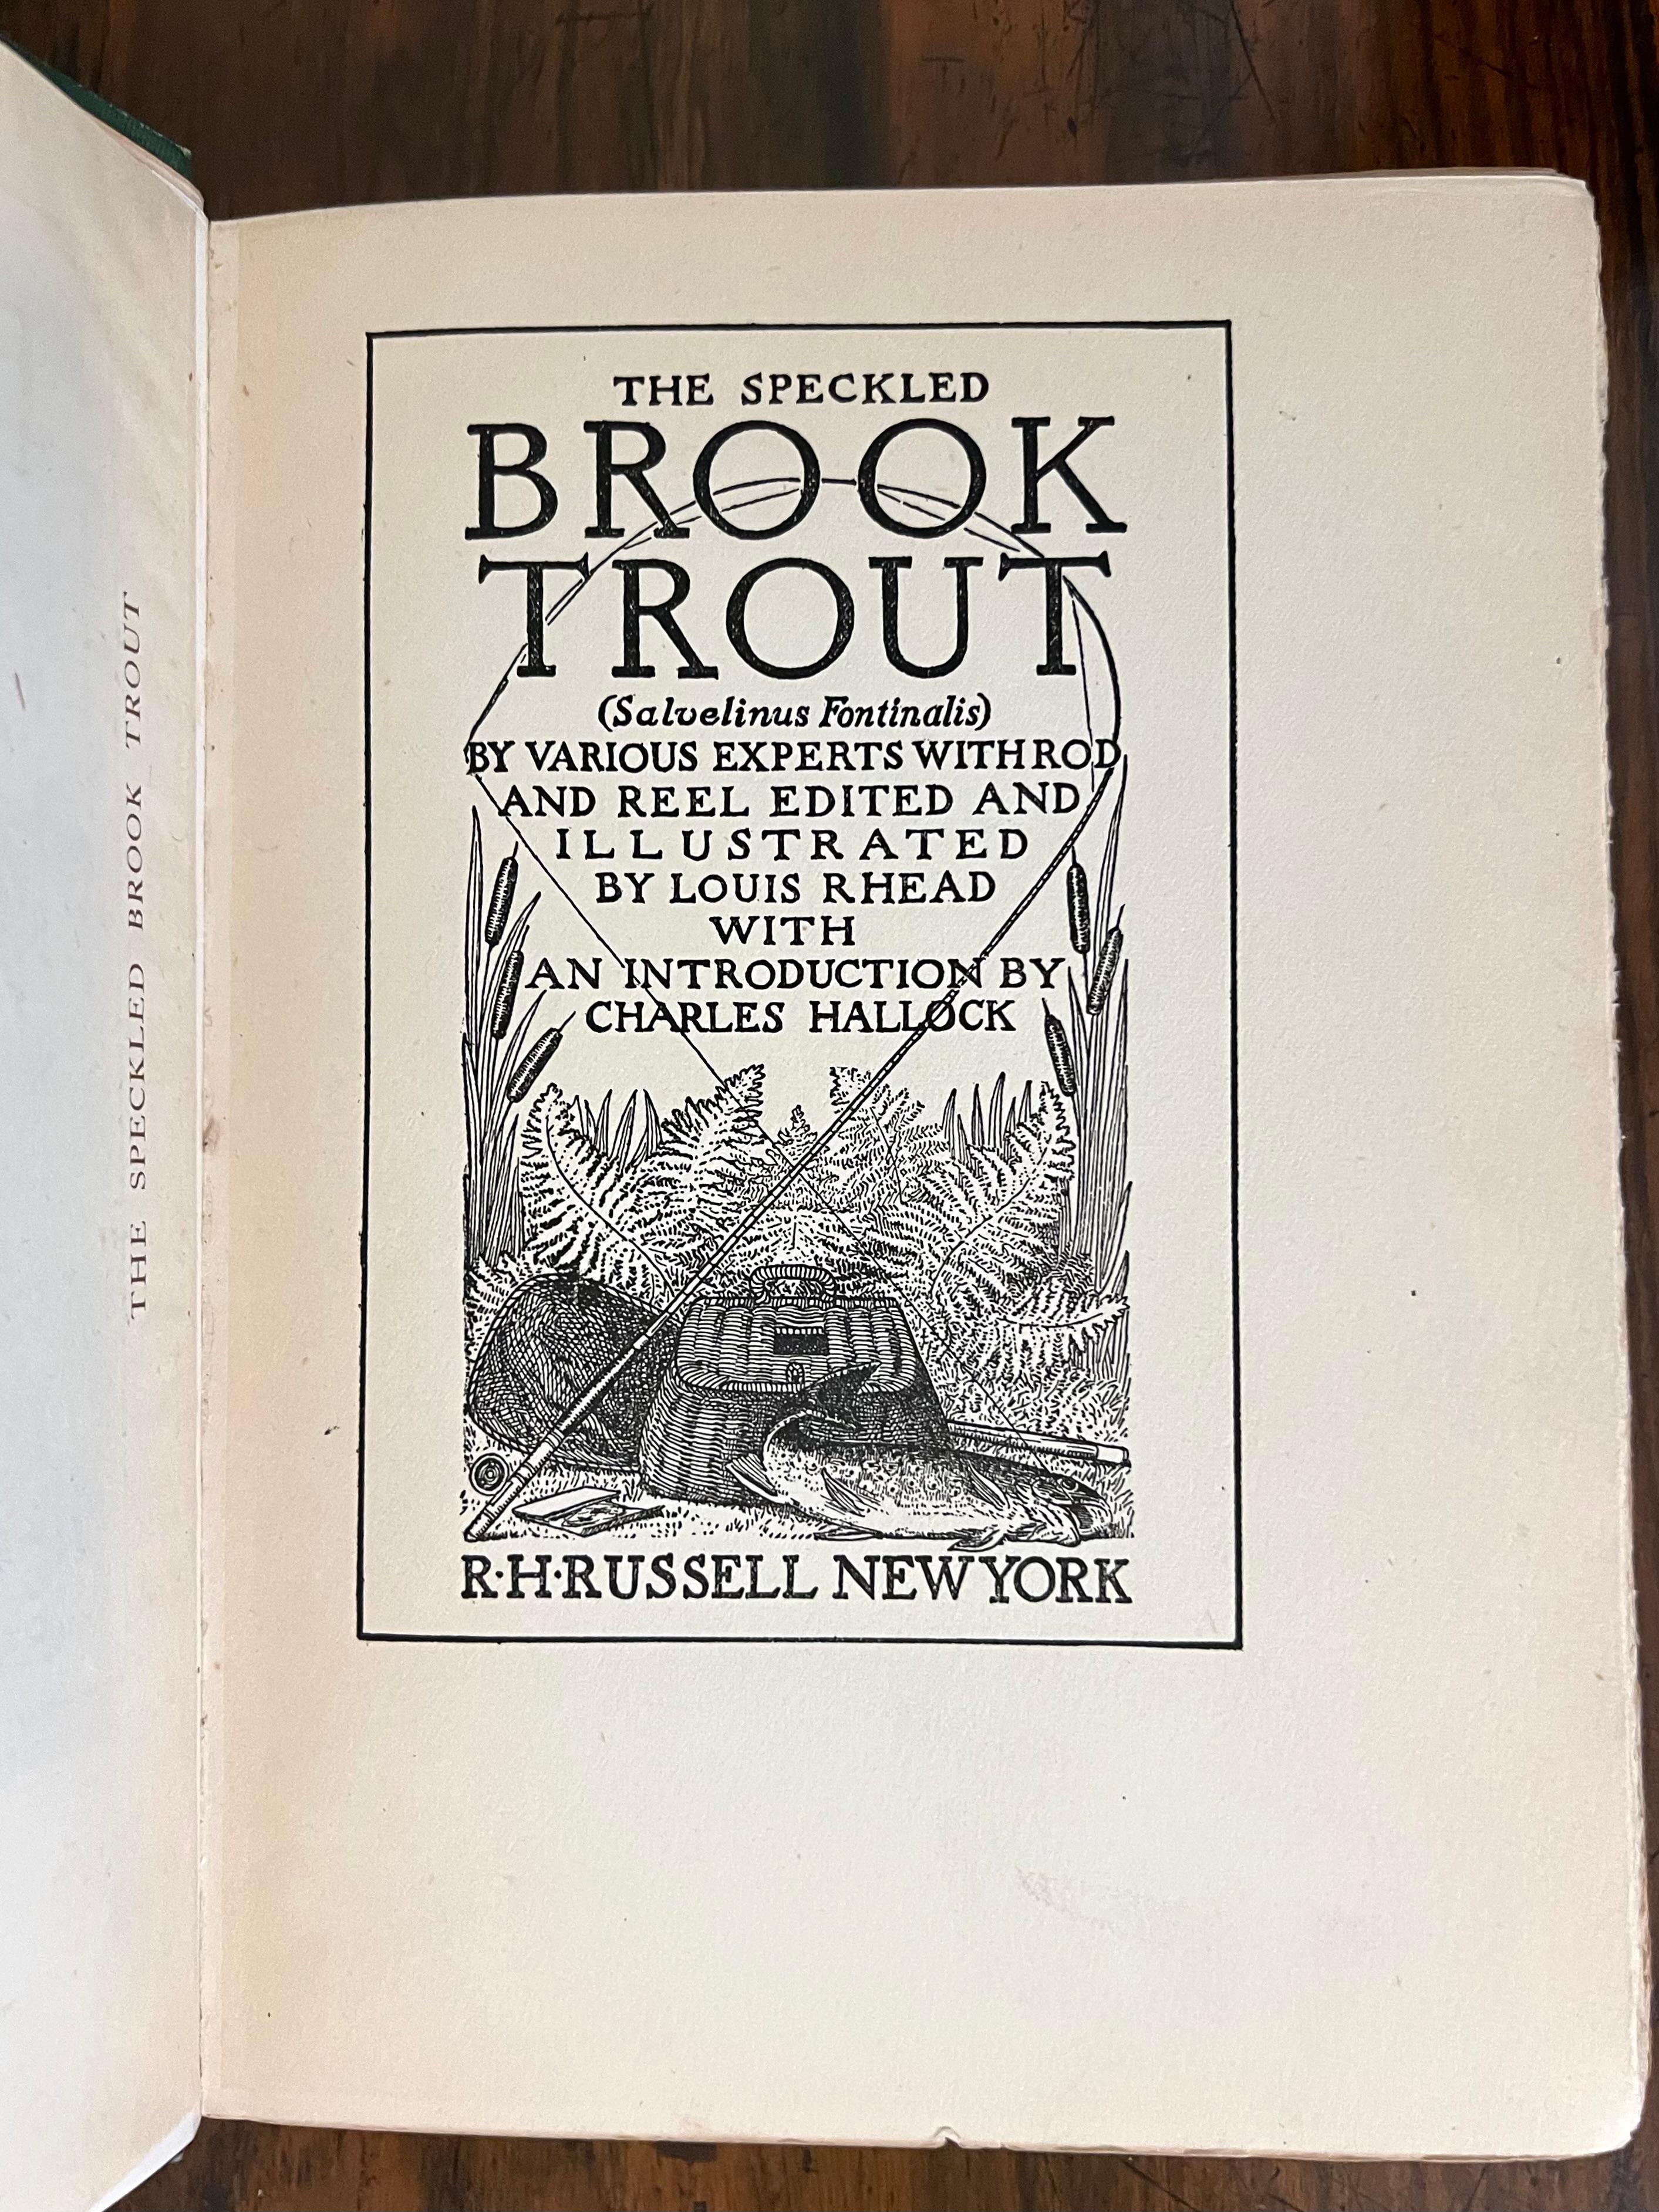 THE SPECKLED BROOK TROUT
THE SPECKLED
BROOK
TROUT
(Salvelinus Fontinalis)
BY VARIOUS EXPERTS WITH ROD
AND REEL EDITED AND
ILLUSTRATED
BY LOUIS RHEAD
WITH
AN INTRODUCTION BY
CHARLES HALLOCK
R·H·RUSSELL NEW YORK